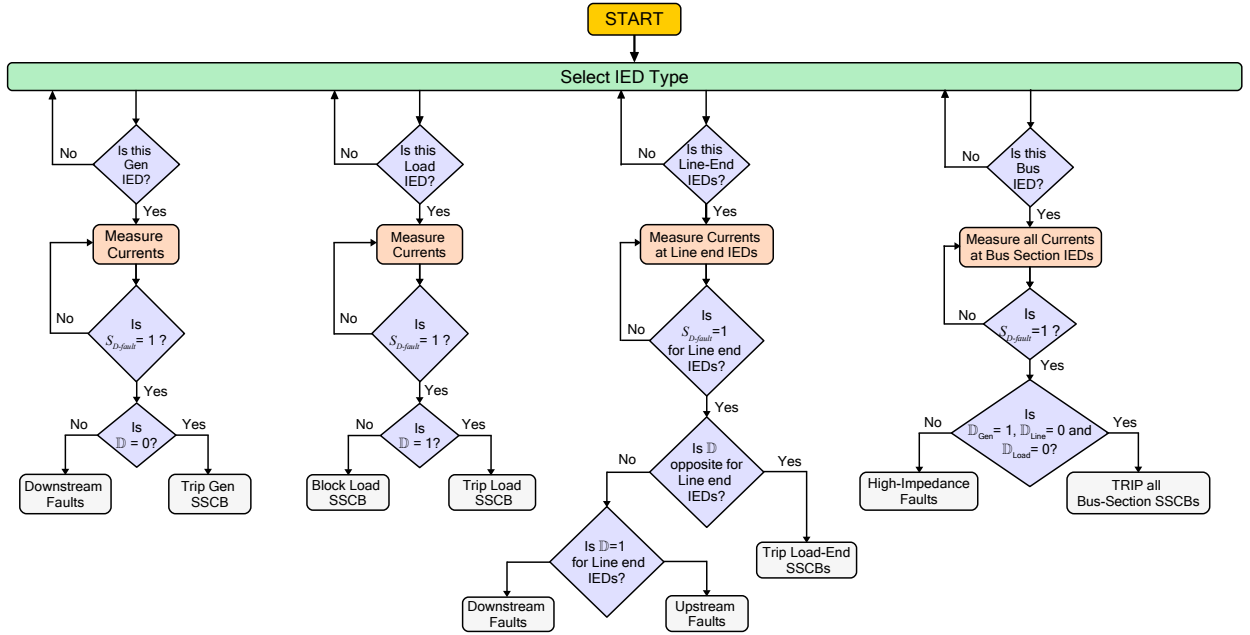 START
Select IED Type
No
Is this
Gen
IED?
Yes
Measure
Currents
No
Is
S_D-fault= 1 ?
Yes
No
Is
𝔻 = 0?
Yes
Downstream
Faults
Trip Gen
SSCB
No
Is this
Load
IED?
Yes
Measure
Currents
No
Is
S_D-fault= 1 ?
Yes
No
Is
𝔻 = 1?
Yes
Block Load
SSCB
Trip Load
SSCB
No
Is this
Line-End
IEDs?
Yes
Measure Currents
at Line end IEDs
No
Is
S_D-fault=1
for Line end
IEDs?
Yes
No
Is 𝔻
opposite for
Line end
IEDs?
Yes
Is 𝔻=1
for Line end
IEDs?
Trip Load-End
SSCBs
Downstream
Faults
Upstream
Faults
No
Is this
Bus
IED?
Yes
Measure all Currents
at Bus Section IEDs
No
Is
S_D-fault=1 ?
Yes
No
Is
𝔻_Gen = 1, 𝔻_Line = 0 and
𝔻_Load= 0?
Yes
High-Impedance
Faults
TRIP all
Bus-Section SSCBs